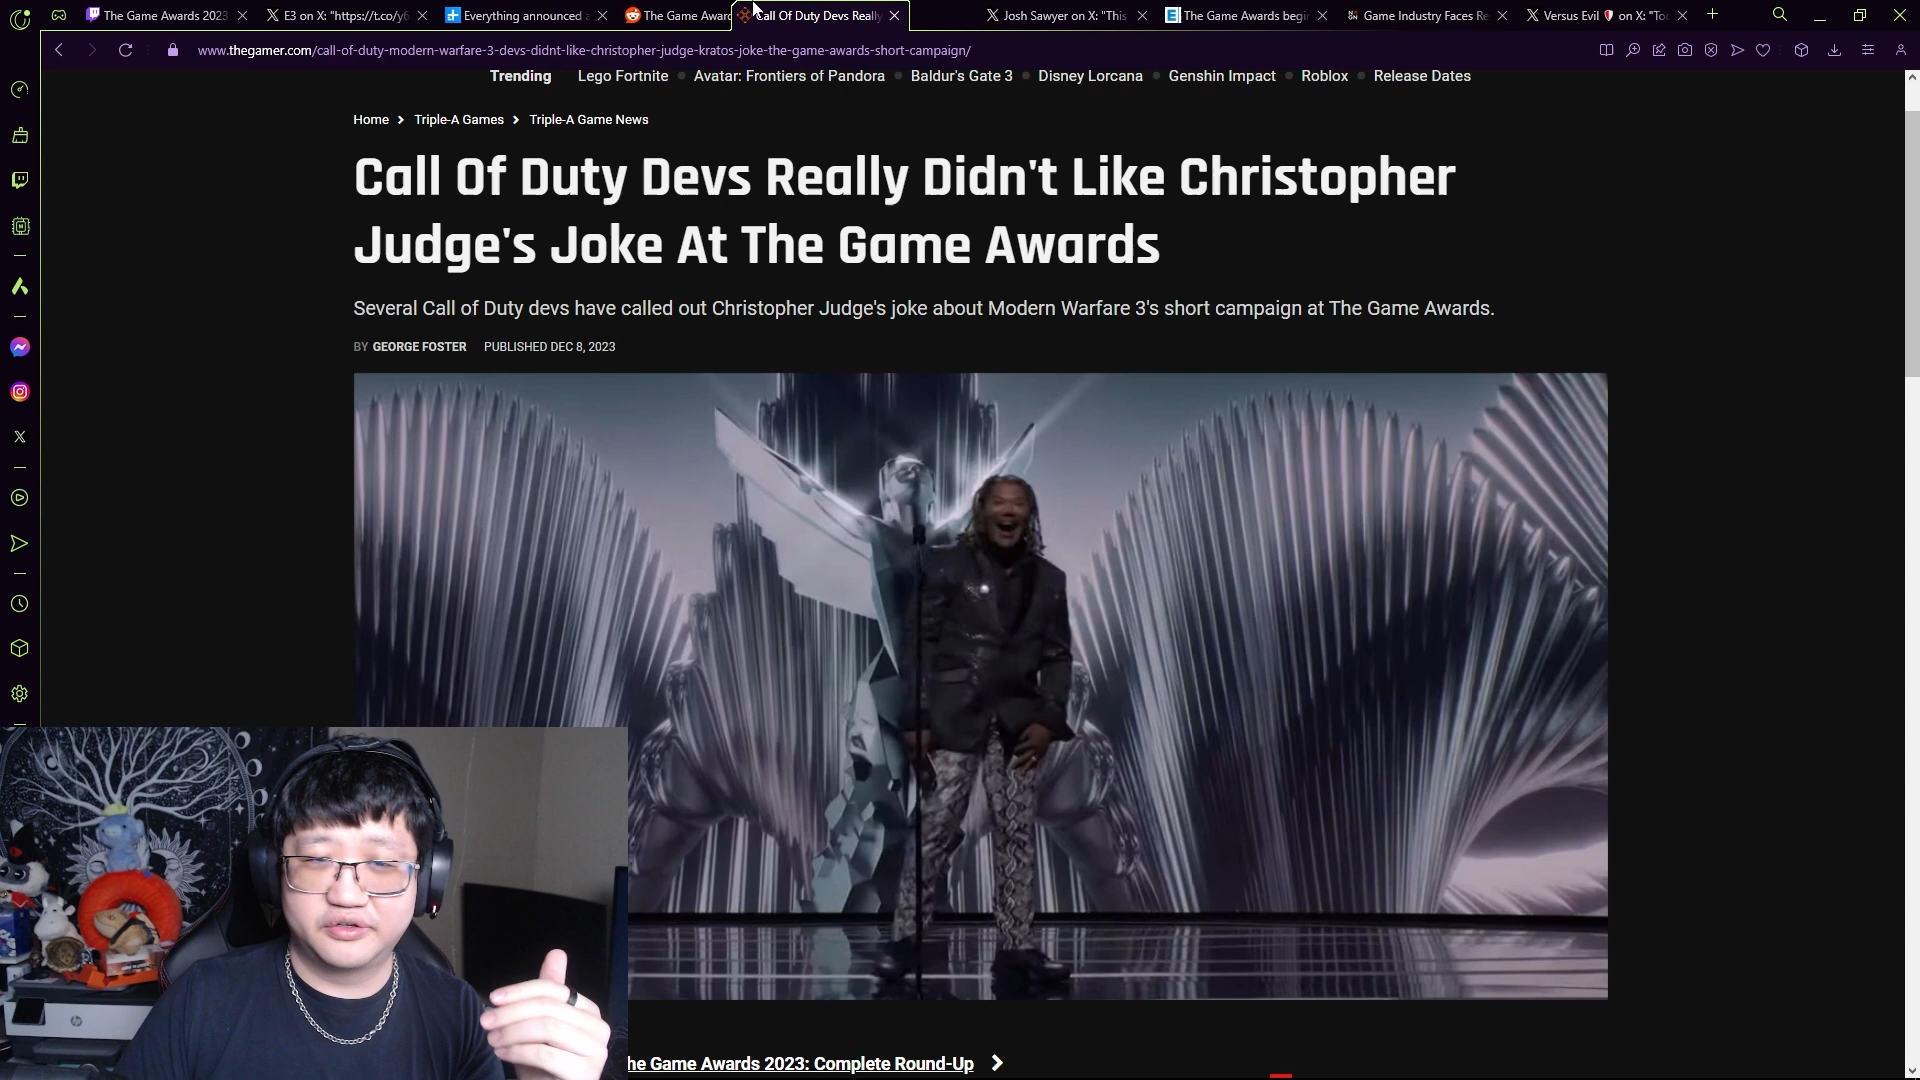 The Game Awards 2023
E3 on X: "https://t.co/y6
Everything announced a
The Game Awar
Call Of Duty Devs Really
Josh Sawyer on X: "This
The Game Awards begi
Game Industry Faces Re
Versus Evil on X: "Too
www.thegamer.com/call-of-duty-modern-warfare-3-devs-didnt-like-christopher-judge-kratos-joke-the-game-awards-short-campaign/
Trending Lego Fortnite Avatar: Frontiers of Pandora Baldur's Gate 3 Disney Lorcana Genshin Impact Roblox Release Dates
Home > Triple-A Games > Triple-A Game News
Call Of Duty Devs Really Didn't Like Christopher
Judge's Joke At The Game Awards
Several Call of Duty devs have called out Christopher Judge's joke about Modern Warfare 3's short campaign at The Game Awards.
BY GEORGE FOSTER PUBLISHED DEC 8, 2023
he Game Awards 2023: Complete Round-Up